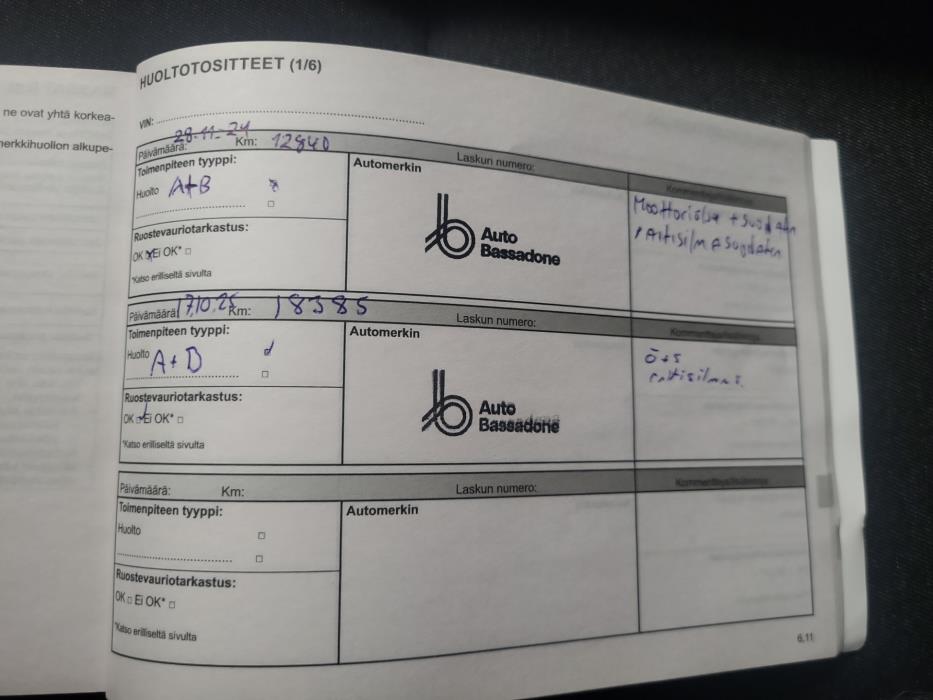 ne ovat yhtä korkea-
merkkihuollon alkupe-
HUOLTOTOSITTEET (1/6)
VIN:
Päivämäärä: 28.11.24 Km: 12840 Laskun numero:
Toimenpiteen tyyppi:
Huolto A+B
Ruostevauriotarkastus:
OK Ei OK*
*Katso erilliseltä sivulta
Automerkin
Auto
Bassadone
Moottoriöljy + suodatin
Päivämäärä 17.10.25 Km: 18385 Laskun numero:
Toimenpiteen tyyppi:
Huolto A+B
Ruostevauriotarkastus:
OK Ei OK*
*Katso erilliseltä sivulta
Automerkin
Auto
Bassadone
Ö+S
Päivämäärä: Km: Laskun numero:
Toimenpiteen tyyppi:
Huolto
Ruostevauriotarkastus:
OK Ei OK*
*Katso erilliseltä sivulta
Automerkin
6.11